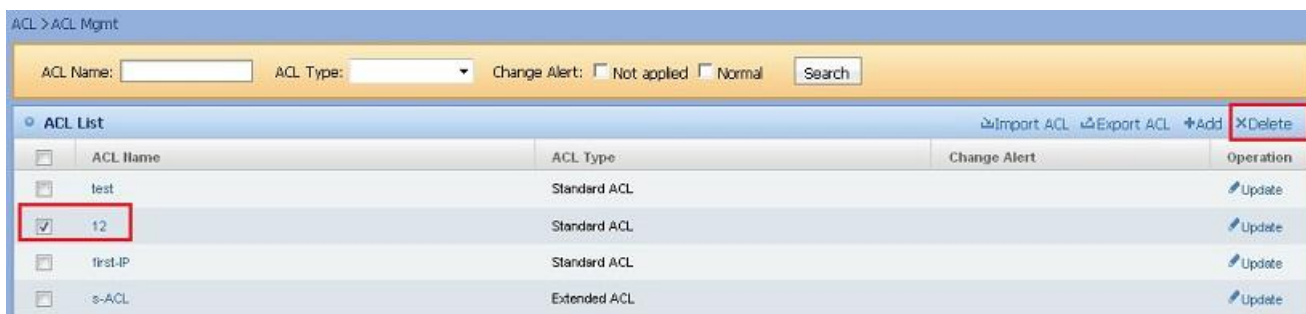 ACL >ACL Mgmt
ACL Name: ACL Type: Change Alert: Not applied Normal Search
ACL List Import ACL Export ACL Add Delete
ACL Name ACL Type Change Alert Operation
test Standard ACL Update
12 Standard ACL Update
first-IP Standard ACL Update
s-ACL Extended ACL Update